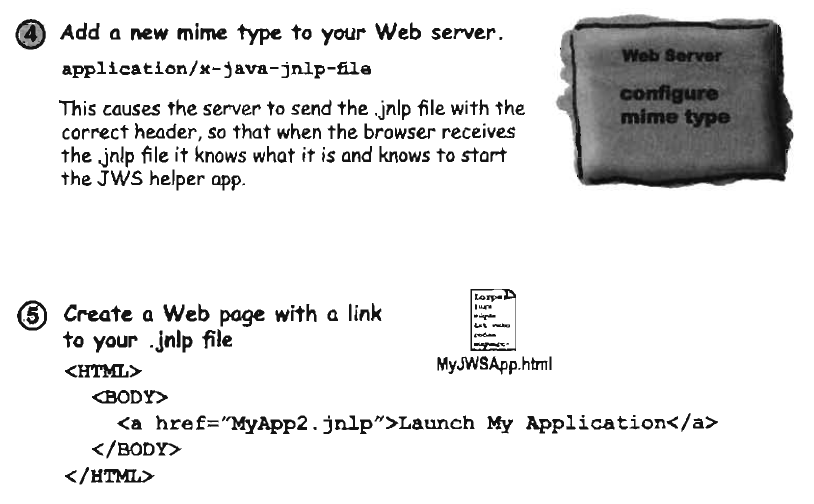 4 Add a new mime type to your Web server.
application/x-java-jnlp-file
This causes the server to send the .jnlp file with the
correct header, so that when the browser receives
the .jnlp file it knows what it is and knows to start
the JWS helper app.
Web Server
configure
mime type
5 Create a Web page with a link
to your .jnlp file
MyJWSApp.html
<HTML>
<BODY>
<a href="MyApp2.jnlp">Launch My Application</a>
</BODY>
</HTML>